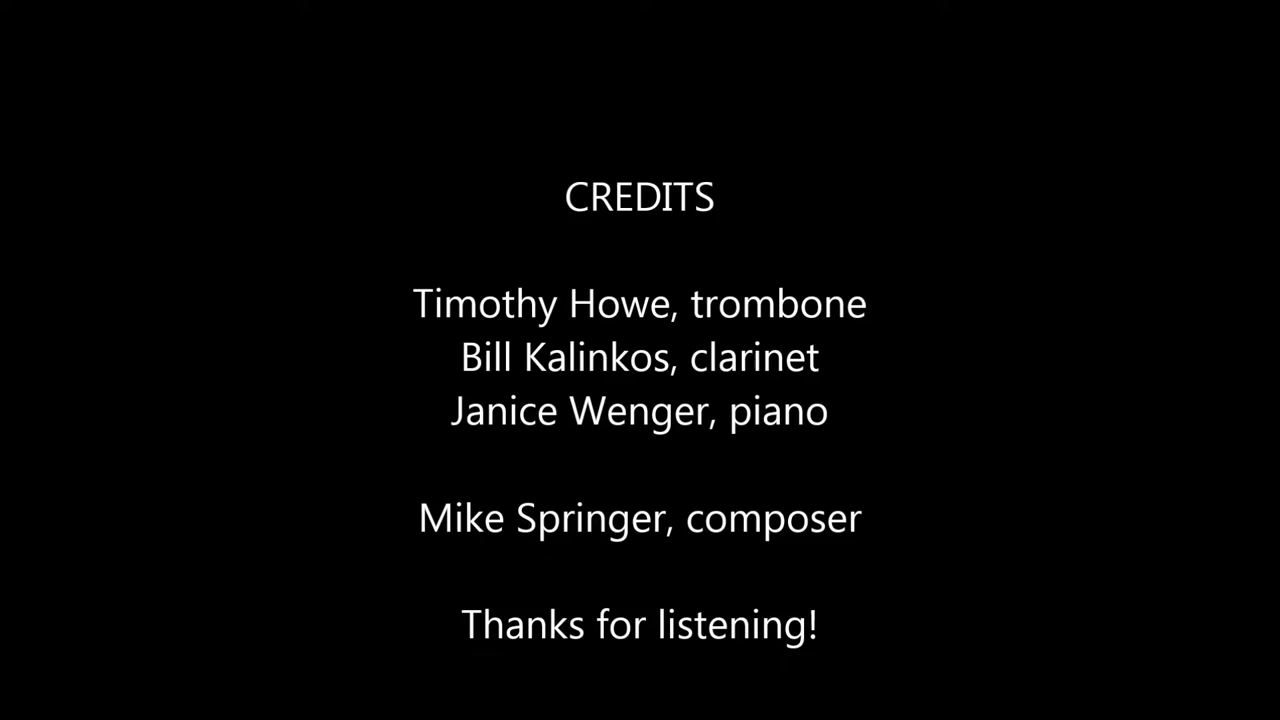 CREDITS
Timothy Howe, trombone
Bill Kalinkos, clarinet
Janice Wenger, piano
Mike Springer, composer
Thanks for listening!